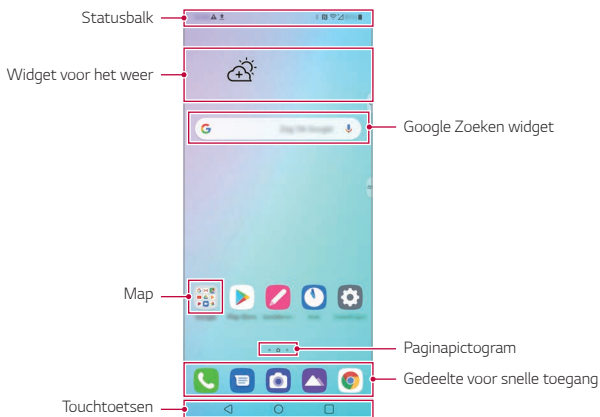 Statusbalk
Widget voor het weer
Google Zoeken widget
Map
Paginapictogram
Gedeelte voor snelle toegang
Touchtoetsen